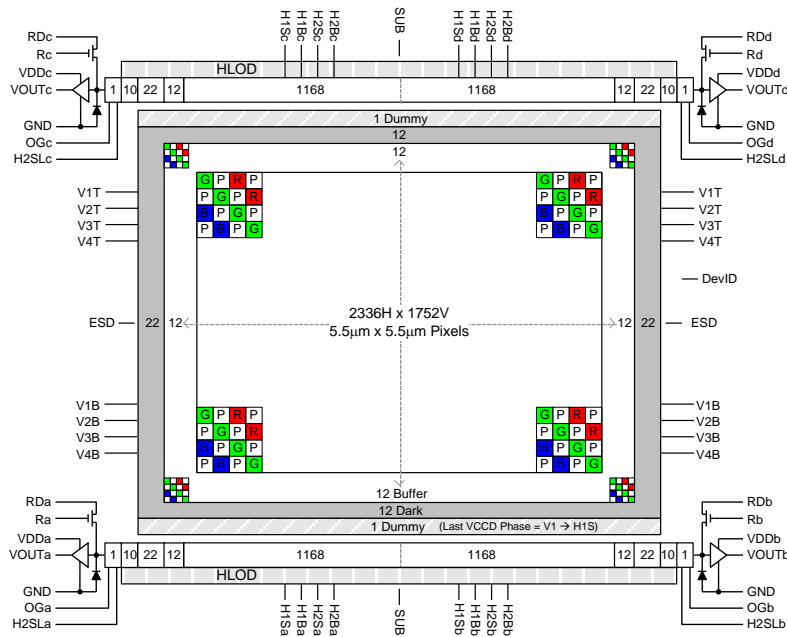 H1Sc H1Bc H2Sc H2Bc SUB H1Sd H1Bd H2Sd H2Bd
RDc RDd
Rc Rd
HLOD
VDDc VDDd
VOUTc 1 10 22 12 1168 1168 12 22 10 1 VOUTd
GND GND
1 Dummy
OGc OGd
12
H2SLc H2SLd
12
G P R P G P R P
V1T P G P R P G P R V1T
V2T B P G P B P G P V2T
V3T P B P G P B P G V3T
V4T V4T
DevID
2336H x 1752V
ESD 22 12 12 22 ESD
5.5µm x 5.5µm Pixels
V1B V1B
G P R P G P R P
V2B P G P R P G P R V2B
V3B B P G P B P G P V3B
V4B P B P G P B P G V4B
12 Buffer
RDa RDb
12 Dark
Ra Rb
1 Dummy (Last VCCD Phase = V1 → H1S)
VDDa VDDb
VOUTa 1 10 22 12 1168 1168 12 22 10 1 VOUTb
HLOD
GND GND
OGa OGb
H2SLa H2SLb
H1Sa H1Ba H2Sa H2Ba SUB H1Sb H1Bb H2Sb H2Bb